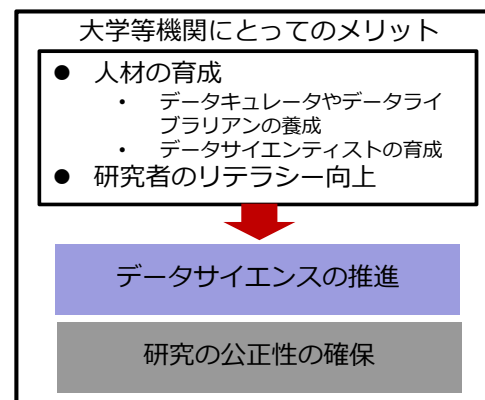 大学等機関にとってのメリット
● 人材の育成
• データキュレータやデータライ
ブラリアンの養成
• データサイエンティストの育成
● 研究者のリテラシー向上
データサイエンスの推進
研究の公正性の確保